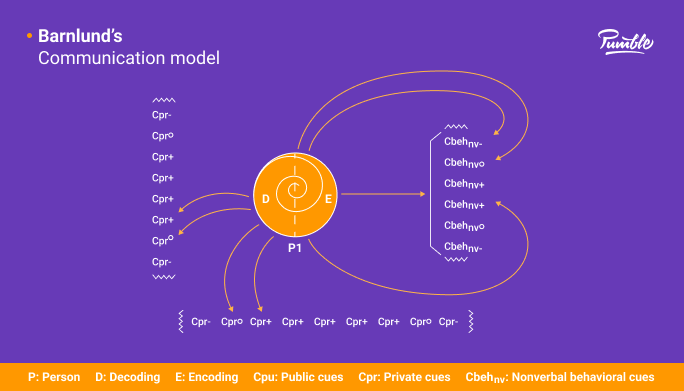 • Barnlund's
Communication model
Pumble
Cpr-
Cprº
Cpr+
Cpr+
Cpr+
Cpr+
Cprº
Cpr-
D
E
P1
Cbehnv-
Cbehnvo
Cbehnv+
Cbehnv+
Cbehnvo
Cbehnv-
Cpr- Cpro Cpr+ Cpr+ Cpr+ Cpr+ Cpr+ Cpro Cpr-
P: Person D: Decoding E: Encoding Cpu: Public cues Cpr: Private cues Cbehnv: Nonverbal behavioral cues